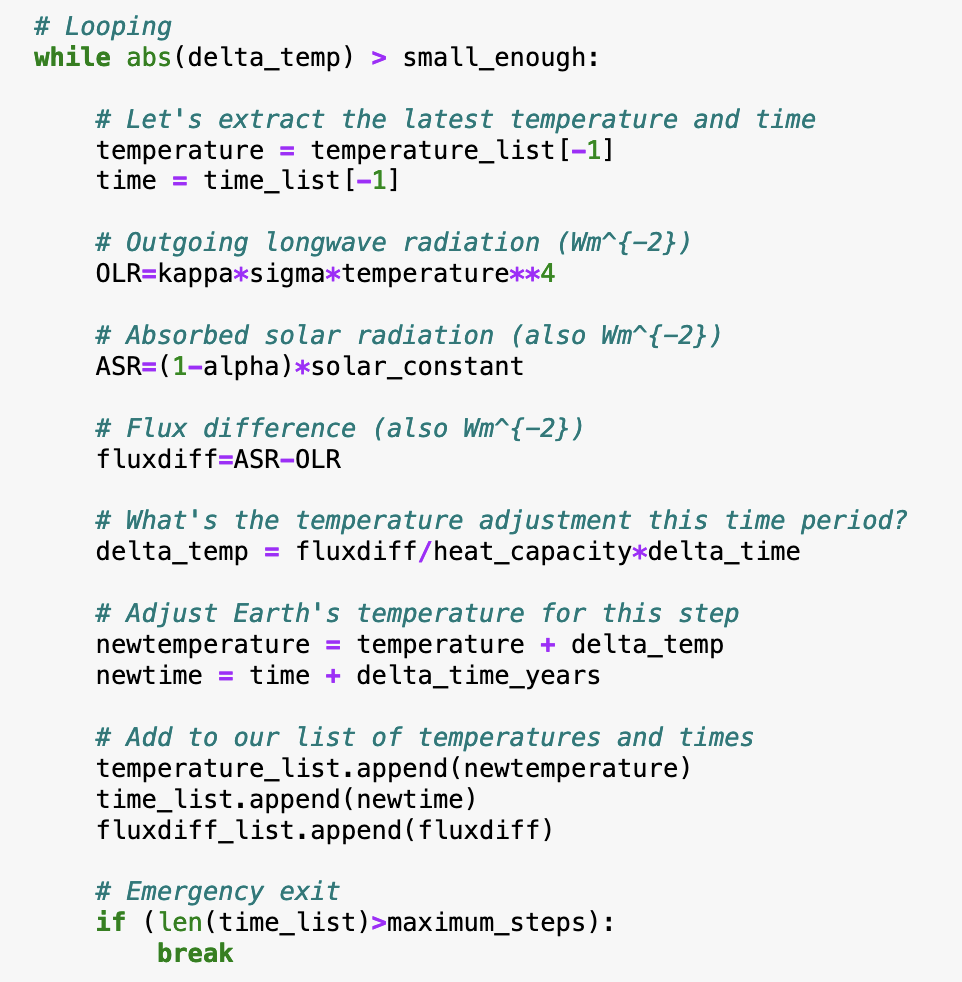 # Looping
while abs(delta_temp) > small_enough:
# Let's extract the latest temperature and time
temperature = temperature_list[-1]
time = time_list[-1]
# Outgoing longwave radiation (Wm^{-2})
OLR=kappa*sigma*temperature**4
# Absorbed solar radiation (also Wm^{-2})
ASR=(1-alpha)*solar_constant
# Flux difference (also Wm^{-2})
fluxdiff=ASR-OLR
# What's the temperature adjustment this time period?
delta_temp = fluxdiff/heat_capacity*delta_time
# Adjust Earth's temperature for this step
newtemperature = temperature + delta_temp
newtime = time + delta_time_years
# Add to our list of temperatures and times
temperature_list.append(newtemperature)
time_list.append(newtime)
fluxdiff_list.append(fluxdiff)
# Emergency exit
if (len(time_list)>maximum_steps):
break